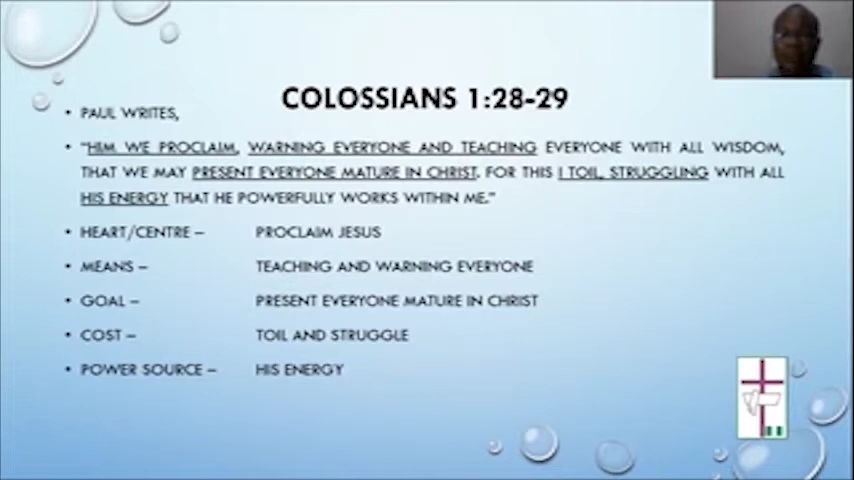 COLOSSIANS 1:28-29
• PAUL WRITES,
• “HIM WE PROCLAIM, WARNING EVERYONE AND TEACHING EVERYONE WITH ALL WISDOM,
THAT WE MAY PRESENT EVERYONE MATURE IN CHRIST. FOR THIS I TOIL, STRUGGLING WITH ALL
HIS ENERGY THAT HE POWERFULLY WORKS WITHIN ME.”
• HEART/CENTRE – PROCLAIM JESUS
• MEANS – TEACHING AND WARNING EVERYONE
• GOAL – PRESENT EVERYONE MATURE IN CHRIST
• COST – TOIL AND STRUGGLE
• POWER SOURCE – HIS ENERGY